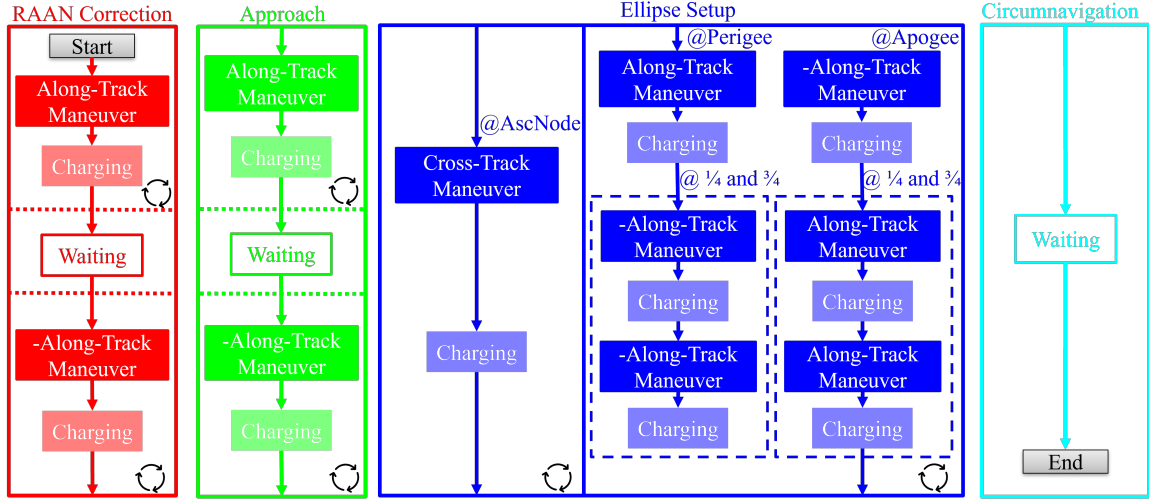 RAAN Correction
Start
Along-Track
Maneuver
Charging
Waiting
-Along-Track
Maneuver
Charging
Approach
Along-Track
Maneuver
Charging
Waiting
-Along-Track
Maneuver
Charging
Ellipse Setup
@AscNode
Cross-Track
Maneuver
Charging
@Perigee
Along-Track
Maneuver
Charging
@ ¼ and ¾
-Along-Track
Maneuver
Charging
-Along-Track
Maneuver
Charging
@Apogee
-Along-Track
Maneuver
Charging
@ ¼ and ¾
Along-Track
Maneuver
Charging
Along-Track
Maneuver
Charging
Circumnavigation
Waiting
End